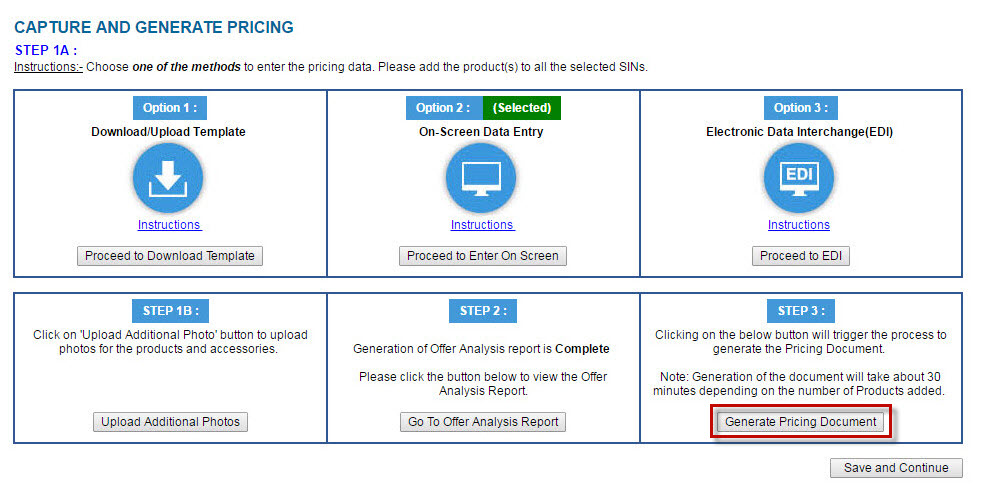 CAPTURE AND GENERATE PRICING
STEP 1A :
Instructions:- Choose one of the methods to enter the pricing data. Please add the product(s) to all the selected SINs.
Option 1 :
Download/Upload Template
Instructions
Proceed to Download Template
Option 2 : (Selected)
On-Screen Data Entry
Instructions
Proceed to Enter On Screen
Option 3 :
Electronic Data Interchange(EDI)
EDI
Instructions
Proceed to EDI
STEP 1B :
Click on 'Upload Additional Photo' button to upload
photos for the products and accessories.
Upload Additional Photos
STEP 2 :
Generation of Offer Analysis report is Complete
Please click the button below to view the Offer
Analysis Report.
Go To Offer Analysis Report
STEP 3 :
Clicking on the below button will trigger the process to
generate the Pricing Document.
Note: Generation of the document will take about 30
minutes depending on the number of Products added.
Generate Pricing Document
Save and Continue